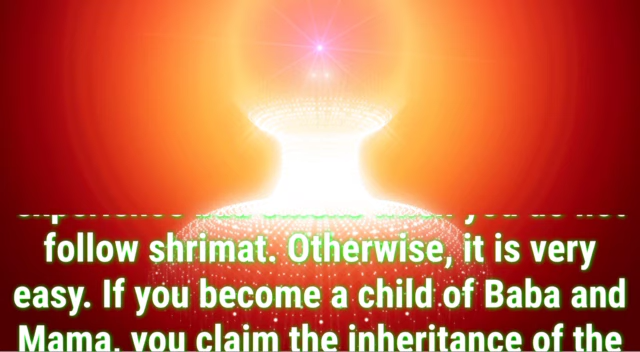 follow shrimat. Otherwise, it is very
easy. If you become a child of Baba and
Mama, you claim the inheritance of the